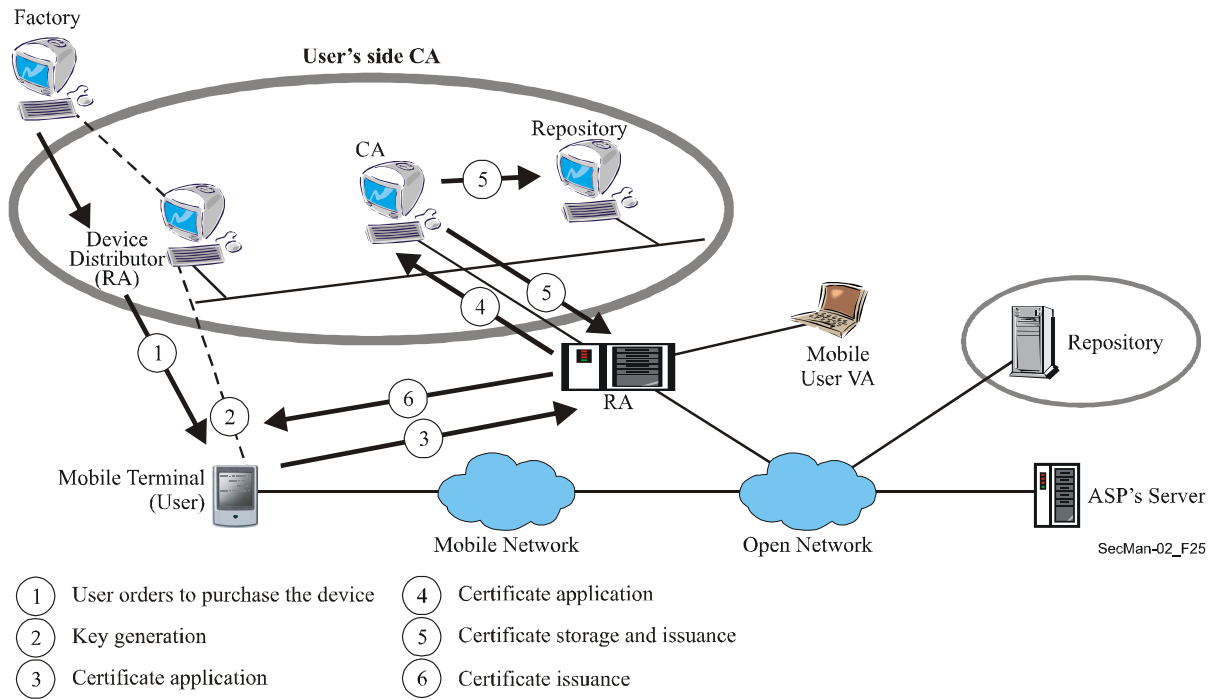 Factory
User's side CA
Repository
CA
5
Device
Distributor
(RA)
5
4
1
Mobile
User VA
Repository
6
RA
2
3
Mobile Terminal
(User)
ASP's Server
Mobile Network
Open Network
SecMan-02_F25
1 User orders to purchase the device
2 Key generation
3 Certificate application
4 Certificate application
5 Certificate storage and issuance
6 Certificate issuance